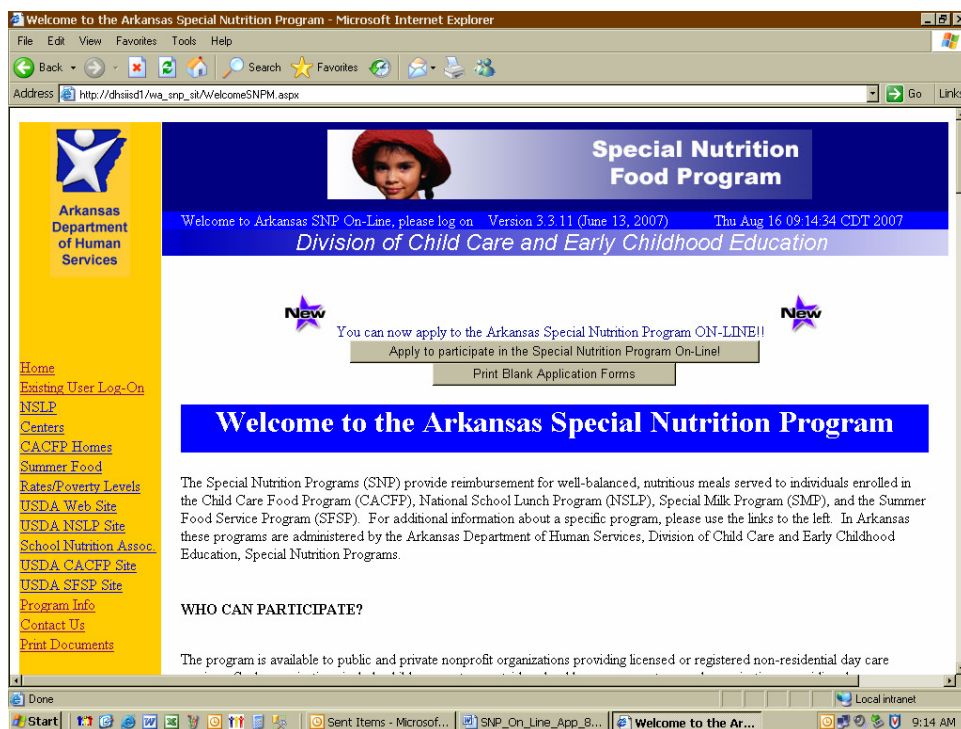 Welcome to the Arkansas Special Nutrition Program - Microsoft Internet Explorer
File Edit View Favorites Tools Help
Back Search Favorites
Address http://dhsiisd1/wa_snp_sit/WelcomeSNPM.aspx Go Links
Arkansas
Department
of Human
Services
Special Nutrition
Food Program
Welcome to Arkansas SNP On-Line, please log on Version 3.3.11 (June 13, 2007) Thu Aug 16 09:14:34 CDT 2007
Division of Child Care and Early Childhood Education
New New
You can now apply to the Arkansas Special Nutrition Program ON-LINE!!
Apply to participate in the Special Nutrition Program On-Line!
Print Blank Application Forms
Home
Existing User Log-On
NSLP
Centers
CACFP Homes
Summer Food
Rates/Poverty Levels
USDA Web Site
USDA NSLP Site
School Nutrition Assoc.
USDA CACFP Site
USDA SFSP Site
Program Info
Contact Us
Print Documents
Welcome to the Arkansas Special Nutrition Program
The Special Nutrition Programs (SNP) provide reimbursement for well-balanced, nutritious meals served to individuals enrolled in
the Child Care Food Program (CACFP), National School Lunch Program (NSLP), Special Milk Program (SMP), and the Summer
Food Service Program (SFSP). For additional information about a specific program, please use the links to the left. In Arkansas
these programs are administered by the Arkansas Department of Human Services, Division of Child Care and Early Childhood
Education, Special Nutrition Programs.
WHO CAN PARTICIPATE?
The program is available to public and private nonprofit organizations providing licensed or registered non-residential day care
Done Local intranet
Start Sent Items - Microsof... SNP_On_Line_App_8... Welcome to the Ar... 9:14 AM